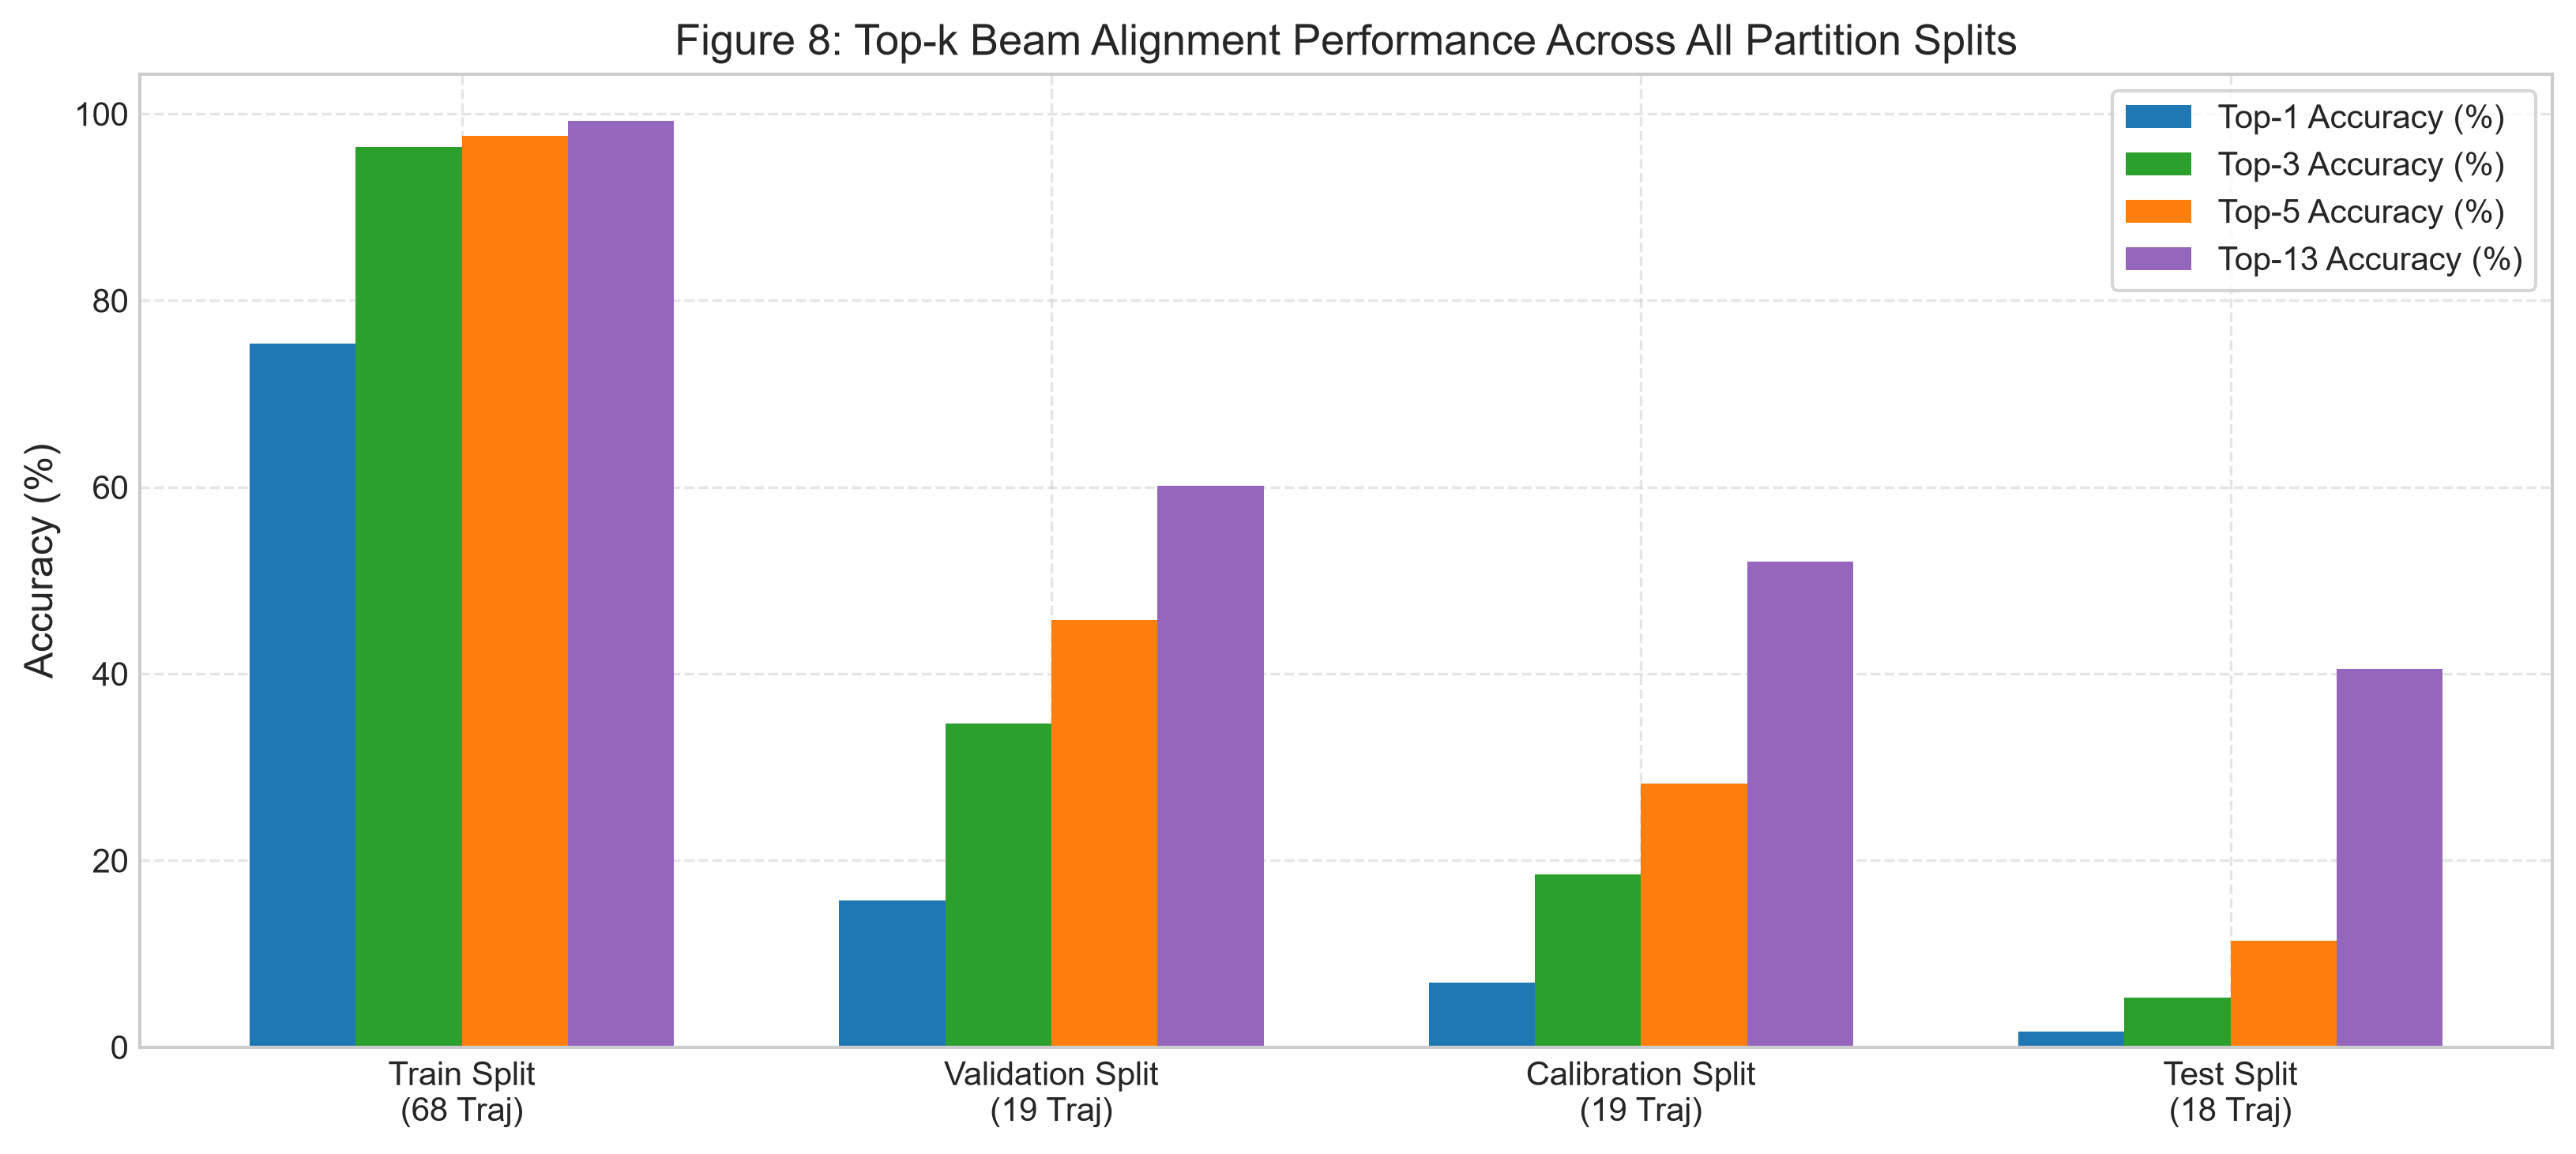 Figure 8: Top-k Beam Alignment Performance Across All Partition Splits
Top-1 Accuracy (%)
Top-3 Accuracy (%)
Top-5 Accuracy (%)
Top-13 Accuracy (%)
Accuracy (%)
100
80
60
40
20
0
Train Split
(68 Traj)
Validation Split
(19 Traj)
Calibration Split
(19 Traj)
Test Split
(18 Traj)